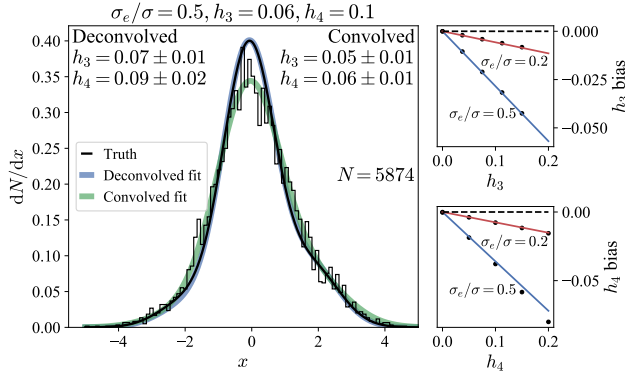 σₑ/σ = 0.5, h₃ = 0.06, h₄ = 0.1
Deconvolved
h₃ = 0.07 ± 0.01
h₄ = 0.09 ± 0.02
Convolved
h₃ = 0.05 ± 0.01
h₄ = 0.06 ± 0.01
Truth
Deconvolved fit
Convolved fit
N = 5874
dN/dx
0.40
0.35
0.30
0.25
0.20
0.15
0.10
0.05
0.00
−4
−2
0
2
4
x
0.000
−0.025
−0.050
h₃ bias
σₑ/σ = 0.2
σₑ/σ = 0.5
0.0
0.1
0.2
h₃
0.00
−0.05
h₄ bias
σₑ/σ = 0.2
σₑ/σ = 0.5
0.0
0.1
0.2
h₄